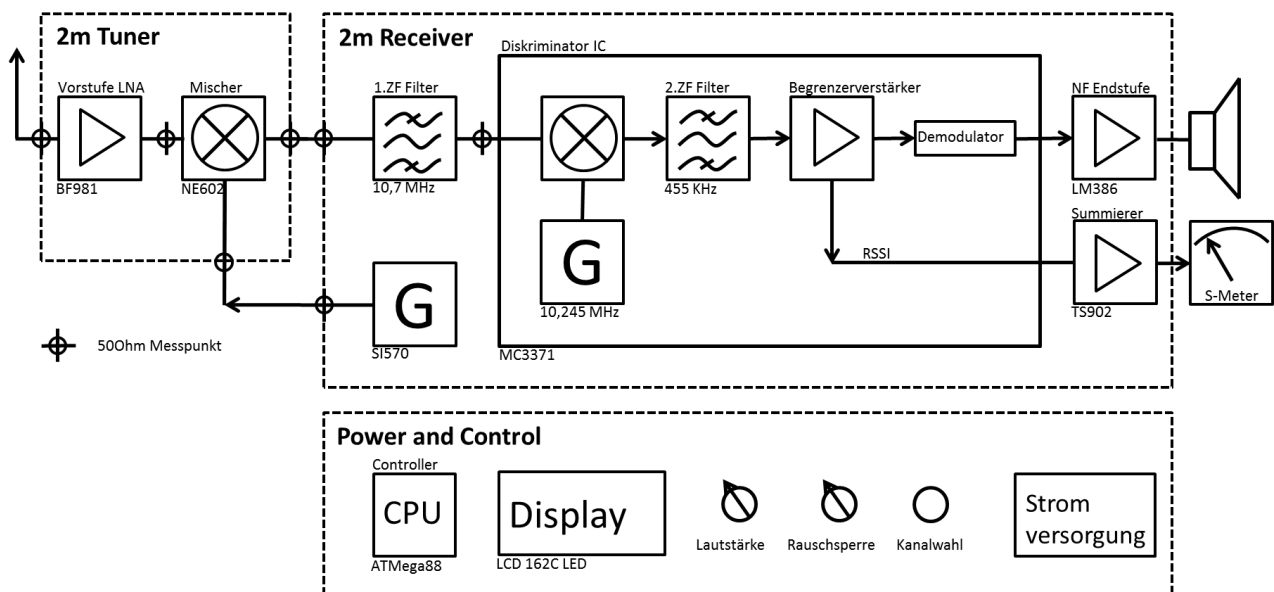 2m Tuner
Vorstufe LNA
Mischer
BF981
NE602
2m Receiver
1.ZF Filter
10,7 MHz
Diskriminator IC
2.ZF Filter
455 KHz
Begrenzerverstärker
Demodulator
NF Endstufe
LM386
G
10,245 MHz
RSSI
Summierer
TS902
S-Meter
G
SI570
MC3371
50Ohm Messpunkt
Power and Control
Controller
CPU
ATMega88
Display
LCD 162C LED
Lautstärke
Rauschsperre
Kanalwahl
Strom
versorgung